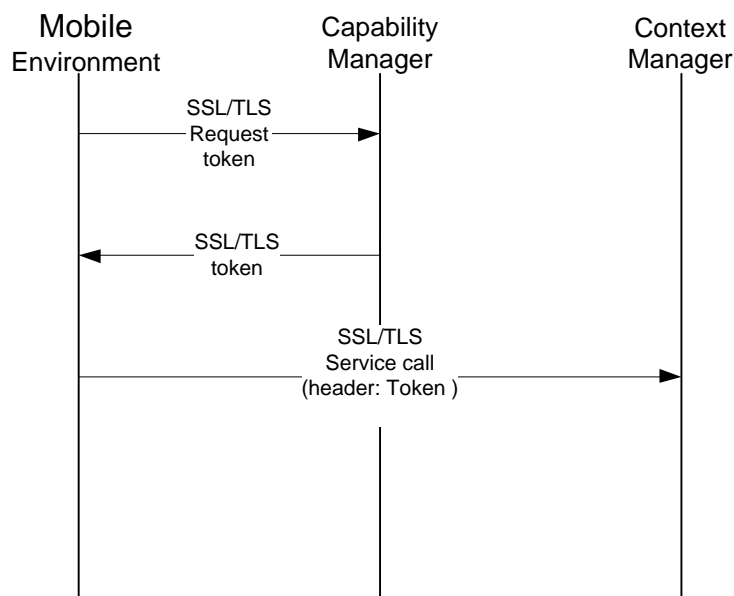 Mobile
Environment
Capability
Manager
Context
Manager
SSL/TLS
Request
token
SSL/TLS
token
SSL/TLS
Service call
(header: Token )